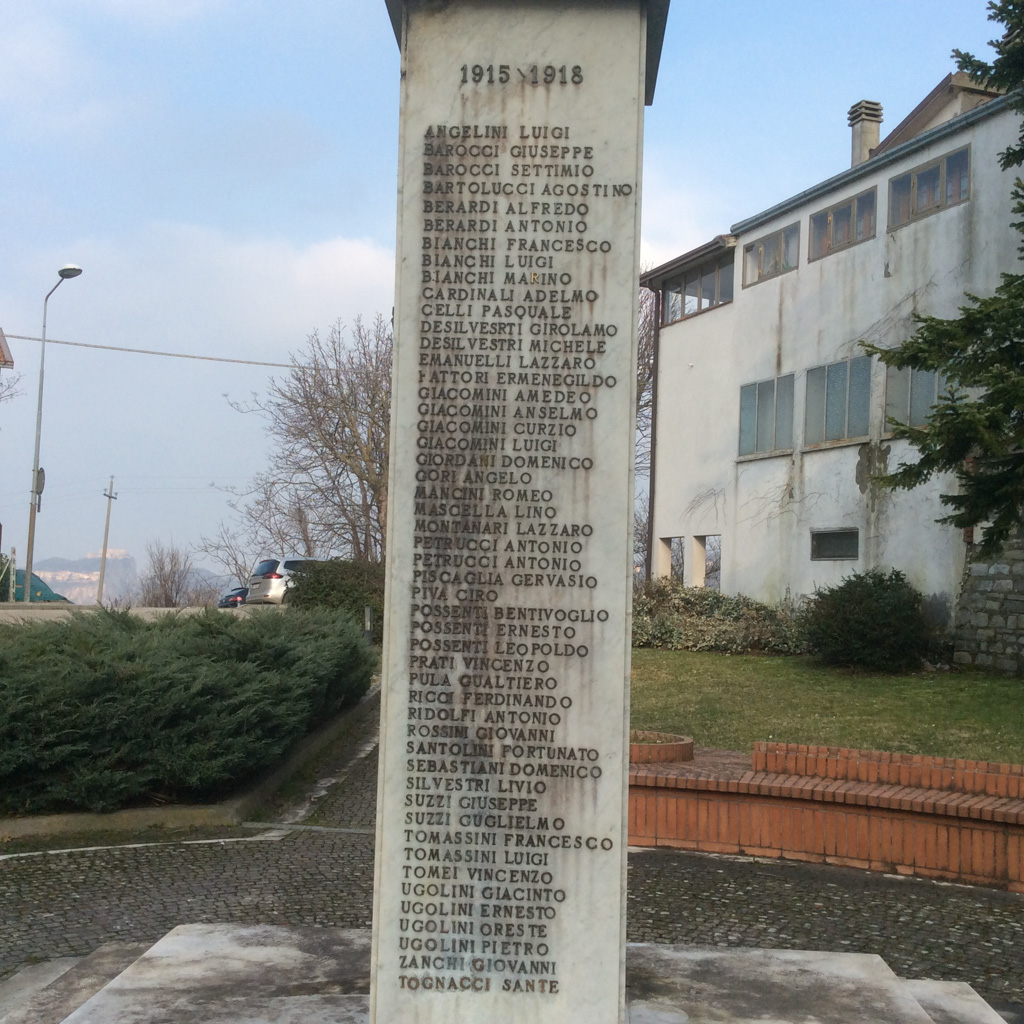 1915 1918
ANGELINI LUIGI
BAROCCI GIUSEPPE
BAROCCI SETTIMIO
BARTOLUCCI AGOSTINO
BERARDI ALFREDO
BERARDI ANTONIO
BIANCHI FRANCESCO
BIANCHI LUIGI
BIANCHI MARINO
CARDINALI ADELMO
CELLI PASQUALE
DESILVESRTI GIROLAMO
DESILVESTRI MICHELE
EMANUELLI LAZZARO
FATTORI ERMENEGILDO
GIACOMINI AMEDEO
GIACOMINI ANSELMO
GIACOMINI CURZIO
GIACOMINI LUIGI
GIORDANI DOMENICO
GORI ANGELO
MANCINI ROMEO
MASCELLA LINO
MONTANARI LAZZARO
PETRUCCI ANTONIO
PETRUCCI ANTONIO
PISCAGLIA GERVASIO
PIVA CIRO
POSSENTI BENTIVOGLIO
POSSENTI ERNESTO
POSSENTI LEOPOLDO
PRATI VINCENZO
PULA GUALTIERO
RICCI FERDINANDO
RIDOLFI ANTONIO
ROSSINI GIOVANNI
SANTOLINI FORTUNATO
SEBASTIANI DOMENICO
SILVESTRI LIVIO
SUZZI GIUSEPPE
SUZZI GUGLIELMO
TOMASSINI FRANCESCO
TOMASSINI LUIGI
TOMEI VINCENZO
UGOLINI GIACINTO
UGOLINI ERNESTO
UGOLINI ORESTE
UGOLINI PIETRO
ZANCHI GIOVANNI
TOGNACCI SANTE